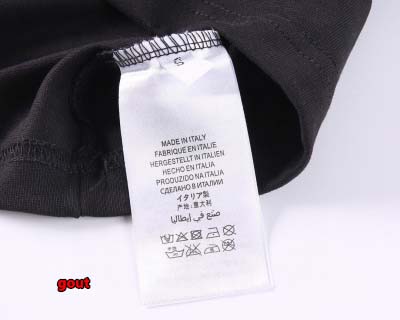 S
MADE IN ITALY
FABRIQUE EN ITALIE
HERGESTELLT IN ITALIEN
HECHO EN ITALIA
PRODUZIDO NA ITALIA
СДЕЛАНО В ИТАЛИИ
イタリア製
产地:意大利
صنع في إيطاليا
gout